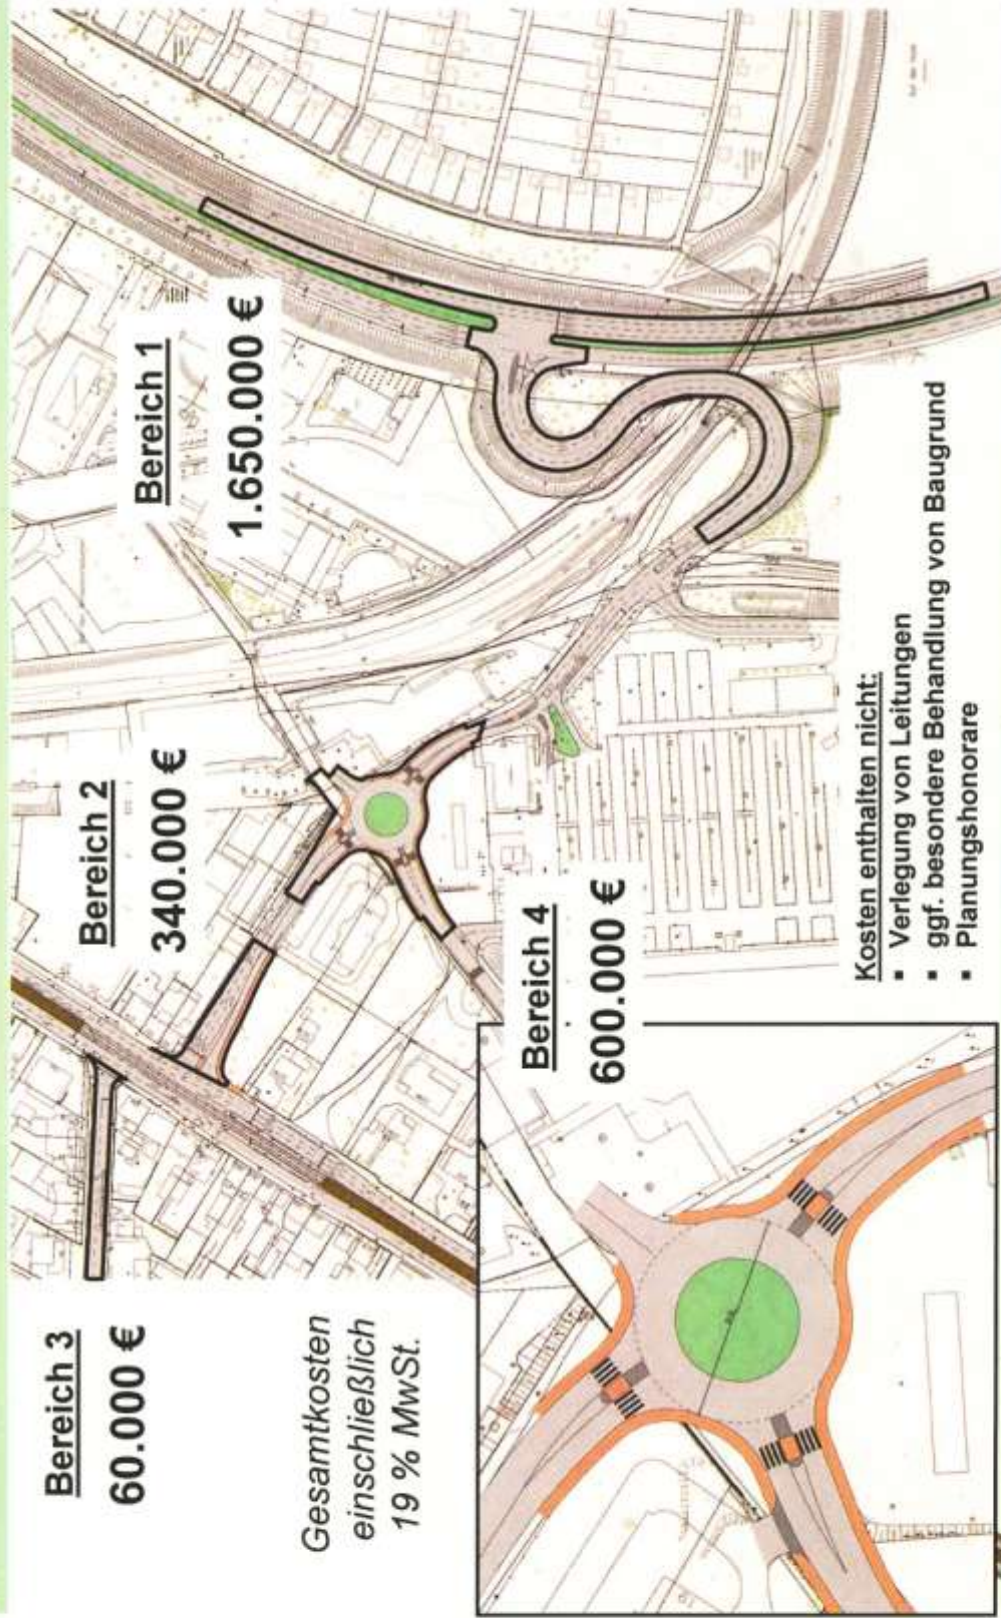 Bereich 3
60.000 €
Gesamtkosten
einschließlich
19 % MwSt.
Bereich 2
340.000 €
Bereich 1
1.650.000 €
Bereich 4
600.000 €
Kosten enthalten nicht:
▪ Verlegung von Leitungen
▪ ggf. besondere Behandlung von Baugrund
▪ Planungshonorare